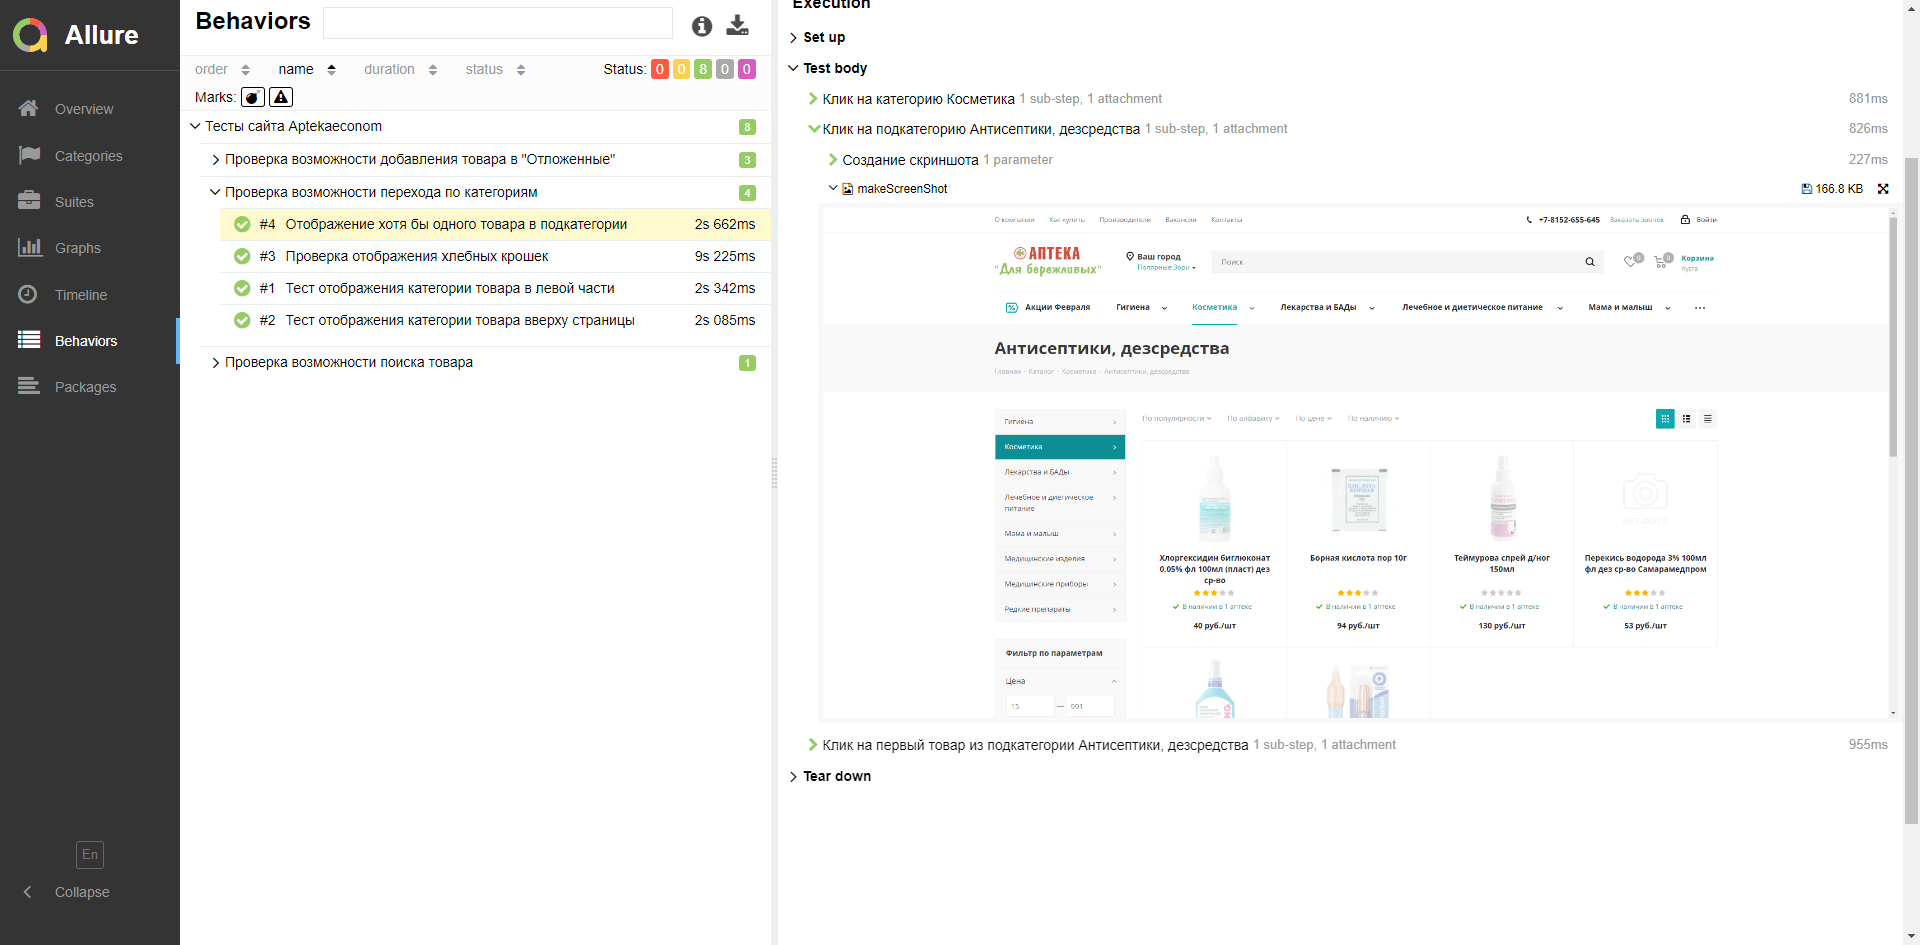 Allure
Overview
Categories
Suites
Graphs
Timeline
Behaviors
Packages
En
Collapse
Behaviors
order name duration status Status: 0 0 8 0 0
Marks:
Тесты сайта Aptekaeconom 8
Проверка возможности добавления товара в "Отложенные" 3
Проверка возможности перехода по категориям 4
#4 Отображение хотя бы одного товара в подкатегории 2s 662ms
#3 Проверка отображения хлебных крошек 9s 225ms
#1 Тест отображения категории товара в левой части 2s 342ms
#2 Тест отображения категории товара вверху страницы 2s 085ms
Проверка возможности поиска товара 1
Execution
Set up
Test body
Клик на категорию Косметика 1 sub-step, 1 attachment 881ms
Клик на подкатегорию Антисептики, дезсредства 1 sub-step, 1 attachment 826ms
Создание скриншота 1 parameter 227ms
makeScreenShot 166.8 KB
О компании Как купить Производители Вакансии Контакты +7-8152-655-645 Заказать звонок Войти
АПТЕКА
"Для бережливых"
Ваш город
Полярные Зори
Поиск
0 0 Корзина
пуста
% Акции Февраля Гигиена Косметика Лекарства и БАДы Лечебное и диетическое питание Мама и малыш ...
Антисептики, дезсредства
Главная - Каталог - Косметика - Антисептики, дезсредства
Гигиена
Косметика
Лекарства и БАДы
Лечебное и диетическое
питание
Мама и малыш
Медицинские изделия
Медицинские приборы
Редкие препараты
Фильтр по параметрам
Цена
15 — 991
По популярности По алфавиту По цене По наличию
КИСЛОТА
БОРНАЯ
НЕТ ФОТО
Хлоргексидин биглюконат
0,05% фл 100мл (пласт) дез
ср-во
В наличии в 1 аптеке
40 руб./шт
Борная кислота пор 10г
В наличии в 1 аптеке
94 руб./шт
Теймурова спрей д/ног
150мл
В наличии в 1 аптеке
130 руб./шт
Перекись водорода 3% 100мл
фл дез ср-во Самарамедпром
В наличии в 1 аптеке
53 руб./шт
Клик на первый товар из подкатегории Антисептики, дезсредства 1 sub-step, 1 attachment 955ms
Tear down